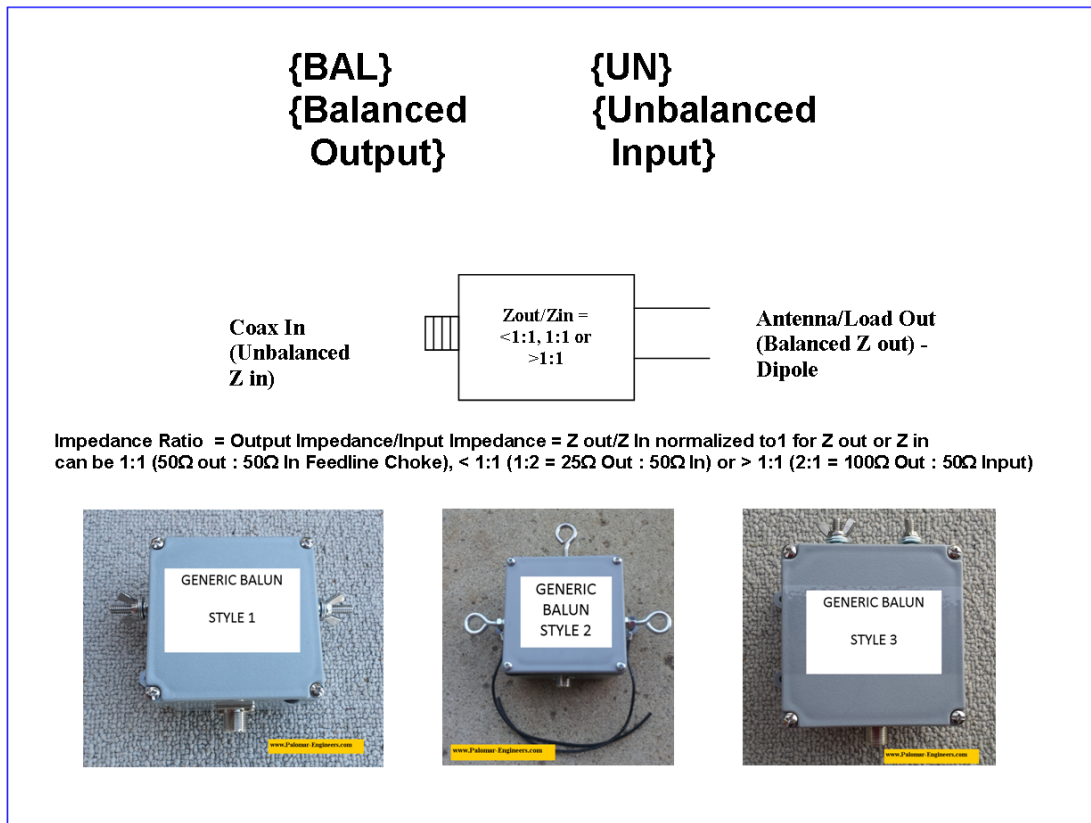 {BAL}
{Balanced
Output}
{UN}
{Unbalanced
Input}
Coax In
(Unbalanced
Z in)
Zout/Zin =
<1:1, 1:1 or
>1:1
Antenna/Load Out
(Balanced Z out) -
Dipole
Impedance Ratio  = Output Impedance/Input Impedance = Z out/Z In normalized to1 for Z out or Z in
can be 1:1 (50Ω out : 50Ω In Feedline Choke), < 1:1 (1:2 = 25Ω Out : 50Ω In) or > 1:1 (2:1 = 100Ω Out : 50Ω Input)
GENERIC BALUN
STYLE 1
www.Palomar-Engineers.com
GENERIC
BALUN
STYLE 2
www.Palomar-Engineers.com
GENERIC BALUN
STYLE 3
www.Palomar-Engineers.com